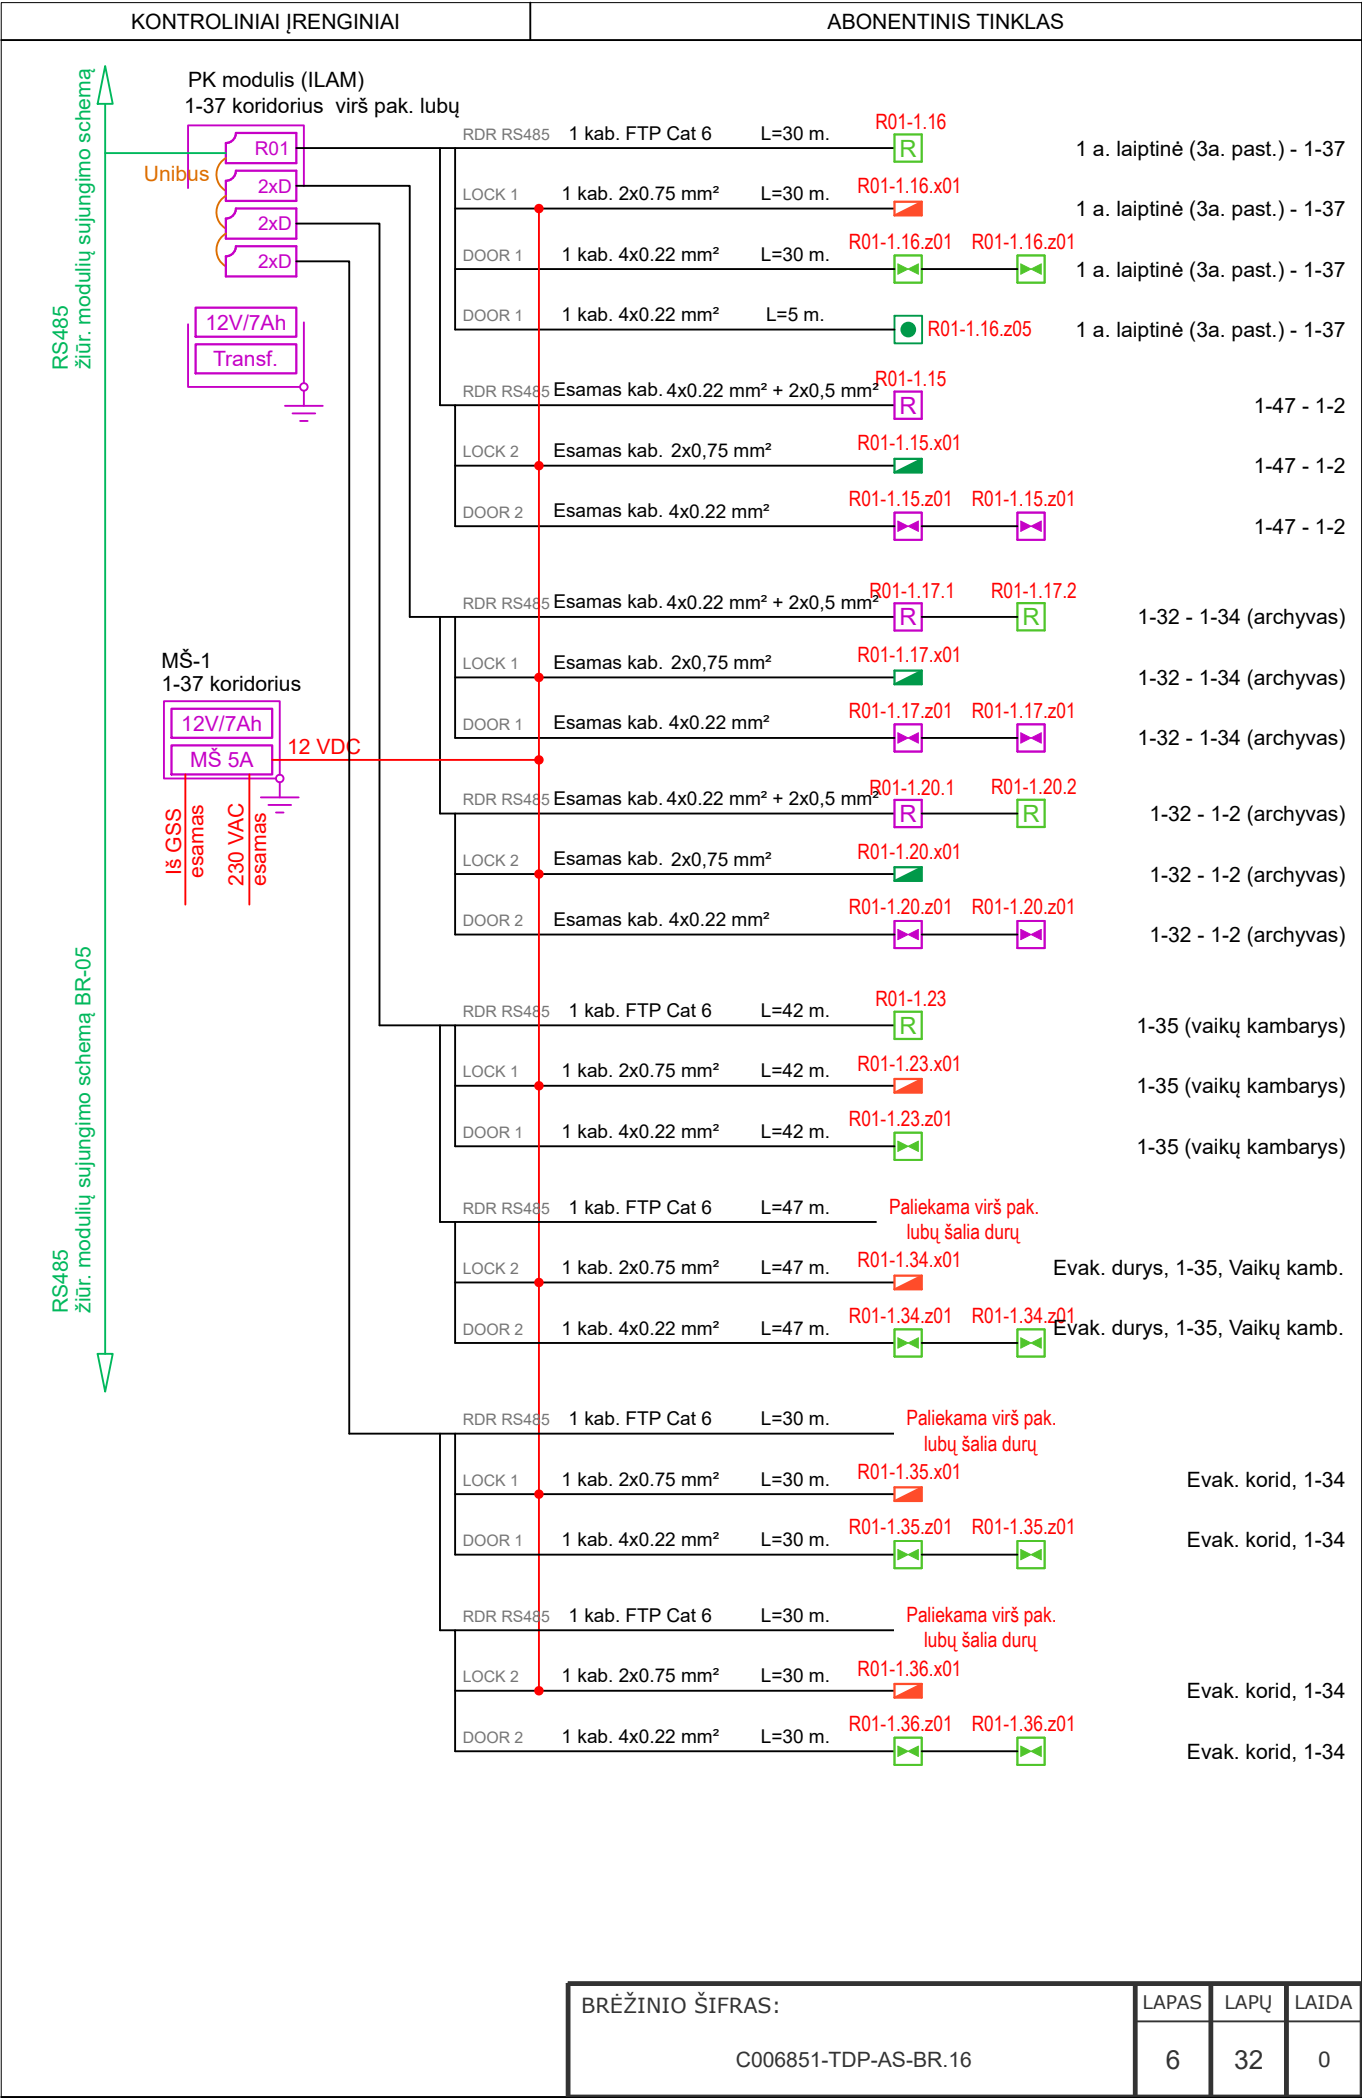 KONTROLINIAI ĮRENGINIAI
ABONENTINIS TINKLAS
RS485
žiūr. modulių sujungimo schemą
PK modulis (ILAM)
1-37 koridorius virš pak. lubų
R01
Unibus
2xD
2xD
2xD
12V/7Ah
Transf.
RDR RS485 1 kab. FTP Cat 6 L=30 m. R01-1.16
R 1 a. laiptinė (3a. past.) - 1-37
LOCK 1 1 kab. 2x0.75 mm² L=30 m. R01-1.16.x01
1 a. laiptinė (3a. past.) - 1-37
DOOR 1 1 kab. 4x0.22 mm² L=30 m. R01-1.16.z01 R01-1.16.z01
1 a. laiptinė (3a. past.) - 1-37
DOOR 1 1 kab. 4x0.22 mm² L=5 m.
R01-1.16.z05 1 a. laiptinė (3a. past.) - 1-37
RDR RS485 Esamas kab. 4x0.22 mm² + 2x0,5 mm² R01-1.15
R 1-47 - 1-2
LOCK 2 Esamas kab. 2x0,75 mm² R01-1.15.x01
1-47 - 1-2
DOOR 2 Esamas kab. 4x0.22 mm² R01-1.15.z01 R01-1.15.z01
1-47 - 1-2
RDR RS485 Esamas kab. 4x0.22 mm² + 2x0,5 mm² R01-1.17.1 R01-1.17.2
R R 1-32 - 1-34 (archyvas)
LOCK 1 Esamas kab. 2x0,75 mm² R01-1.17.x01
1-32 - 1-34 (archyvas)
DOOR 1 Esamas kab. 4x0.22 mm² R01-1.17.z01 R01-1.17.z01
1-32 - 1-34 (archyvas)
MŠ-1
1-37 koridorius
12V/7Ah
MŠ 5A
12 VDC
Iš GSS
esamas
230 VAC
esamas
RDR RS485 Esamas kab. 4x0.22 mm² + 2x0,5 mm² R01-1.20.1 R01-1.20.2
R R 1-32 - 1-2 (archyvas)
LOCK 2 Esamas kab. 2x0,75 mm² R01-1.20.x01
1-32 - 1-2 (archyvas)
DOOR 2 Esamas kab. 4x0.22 mm² R01-1.20.z01 R01-1.20.z01
1-32 - 1-2 (archyvas)
RS485
žiūr. modulių sujungimo schemą BR-05
RDR RS485 1 kab. FTP Cat 6 L=42 m. R01-1.23
R 1-35 (vaikų kambarys)
LOCK 1 1 kab. 2x0.75 mm² L=42 m. R01-1.23.x01
1-35 (vaikų kambarys)
DOOR 1 1 kab. 4x0.22 mm² L=42 m. R01-1.23.z01
1-35 (vaikų kambarys)
RDR RS485 1 kab. FTP Cat 6 L=47 m. Paliekama virš pak.
lubų šalia durų
LOCK 2 1 kab. 2x0.75 mm² L=47 m. R01-1.34.x01 Evak. durys, 1-35, Vaikų kamb.
DOOR 2 1 kab. 4x0.22 mm² L=47 m. R01-1.34.z01 R01-1.34.z01 Evak. durys, 1-35, Vaikų kamb.
RDR RS485 1 kab. FTP Cat 6 L=30 m. Paliekama virš pak.
lubų šalia durų
LOCK 1 1 kab. 2x0.75 mm² L=30 m. R01-1.35.x01 Evak. korid, 1-34
DOOR 1 1 kab. 4x0.22 mm² L=30 m. R01-1.35.z01 R01-1.35.z01 Evak. korid, 1-34
RDR RS485 1 kab. FTP Cat 6 L=30 m. Paliekama virš pak.
lubų šalia durų
LOCK 2 1 kab. 2x0.75 mm² L=30 m. R01-1.36.x01
Evak. korid, 1-34
DOOR 2 1 kab. 4x0.22 mm² L=30 m. R01-1.36.z01 R01-1.36.z01
Evak. korid, 1-34
BRĖŽINIO ŠIFRAS: LAPAS LAPŲ LAIDA
C006851-TDP-AS-BR.16 6 32 0